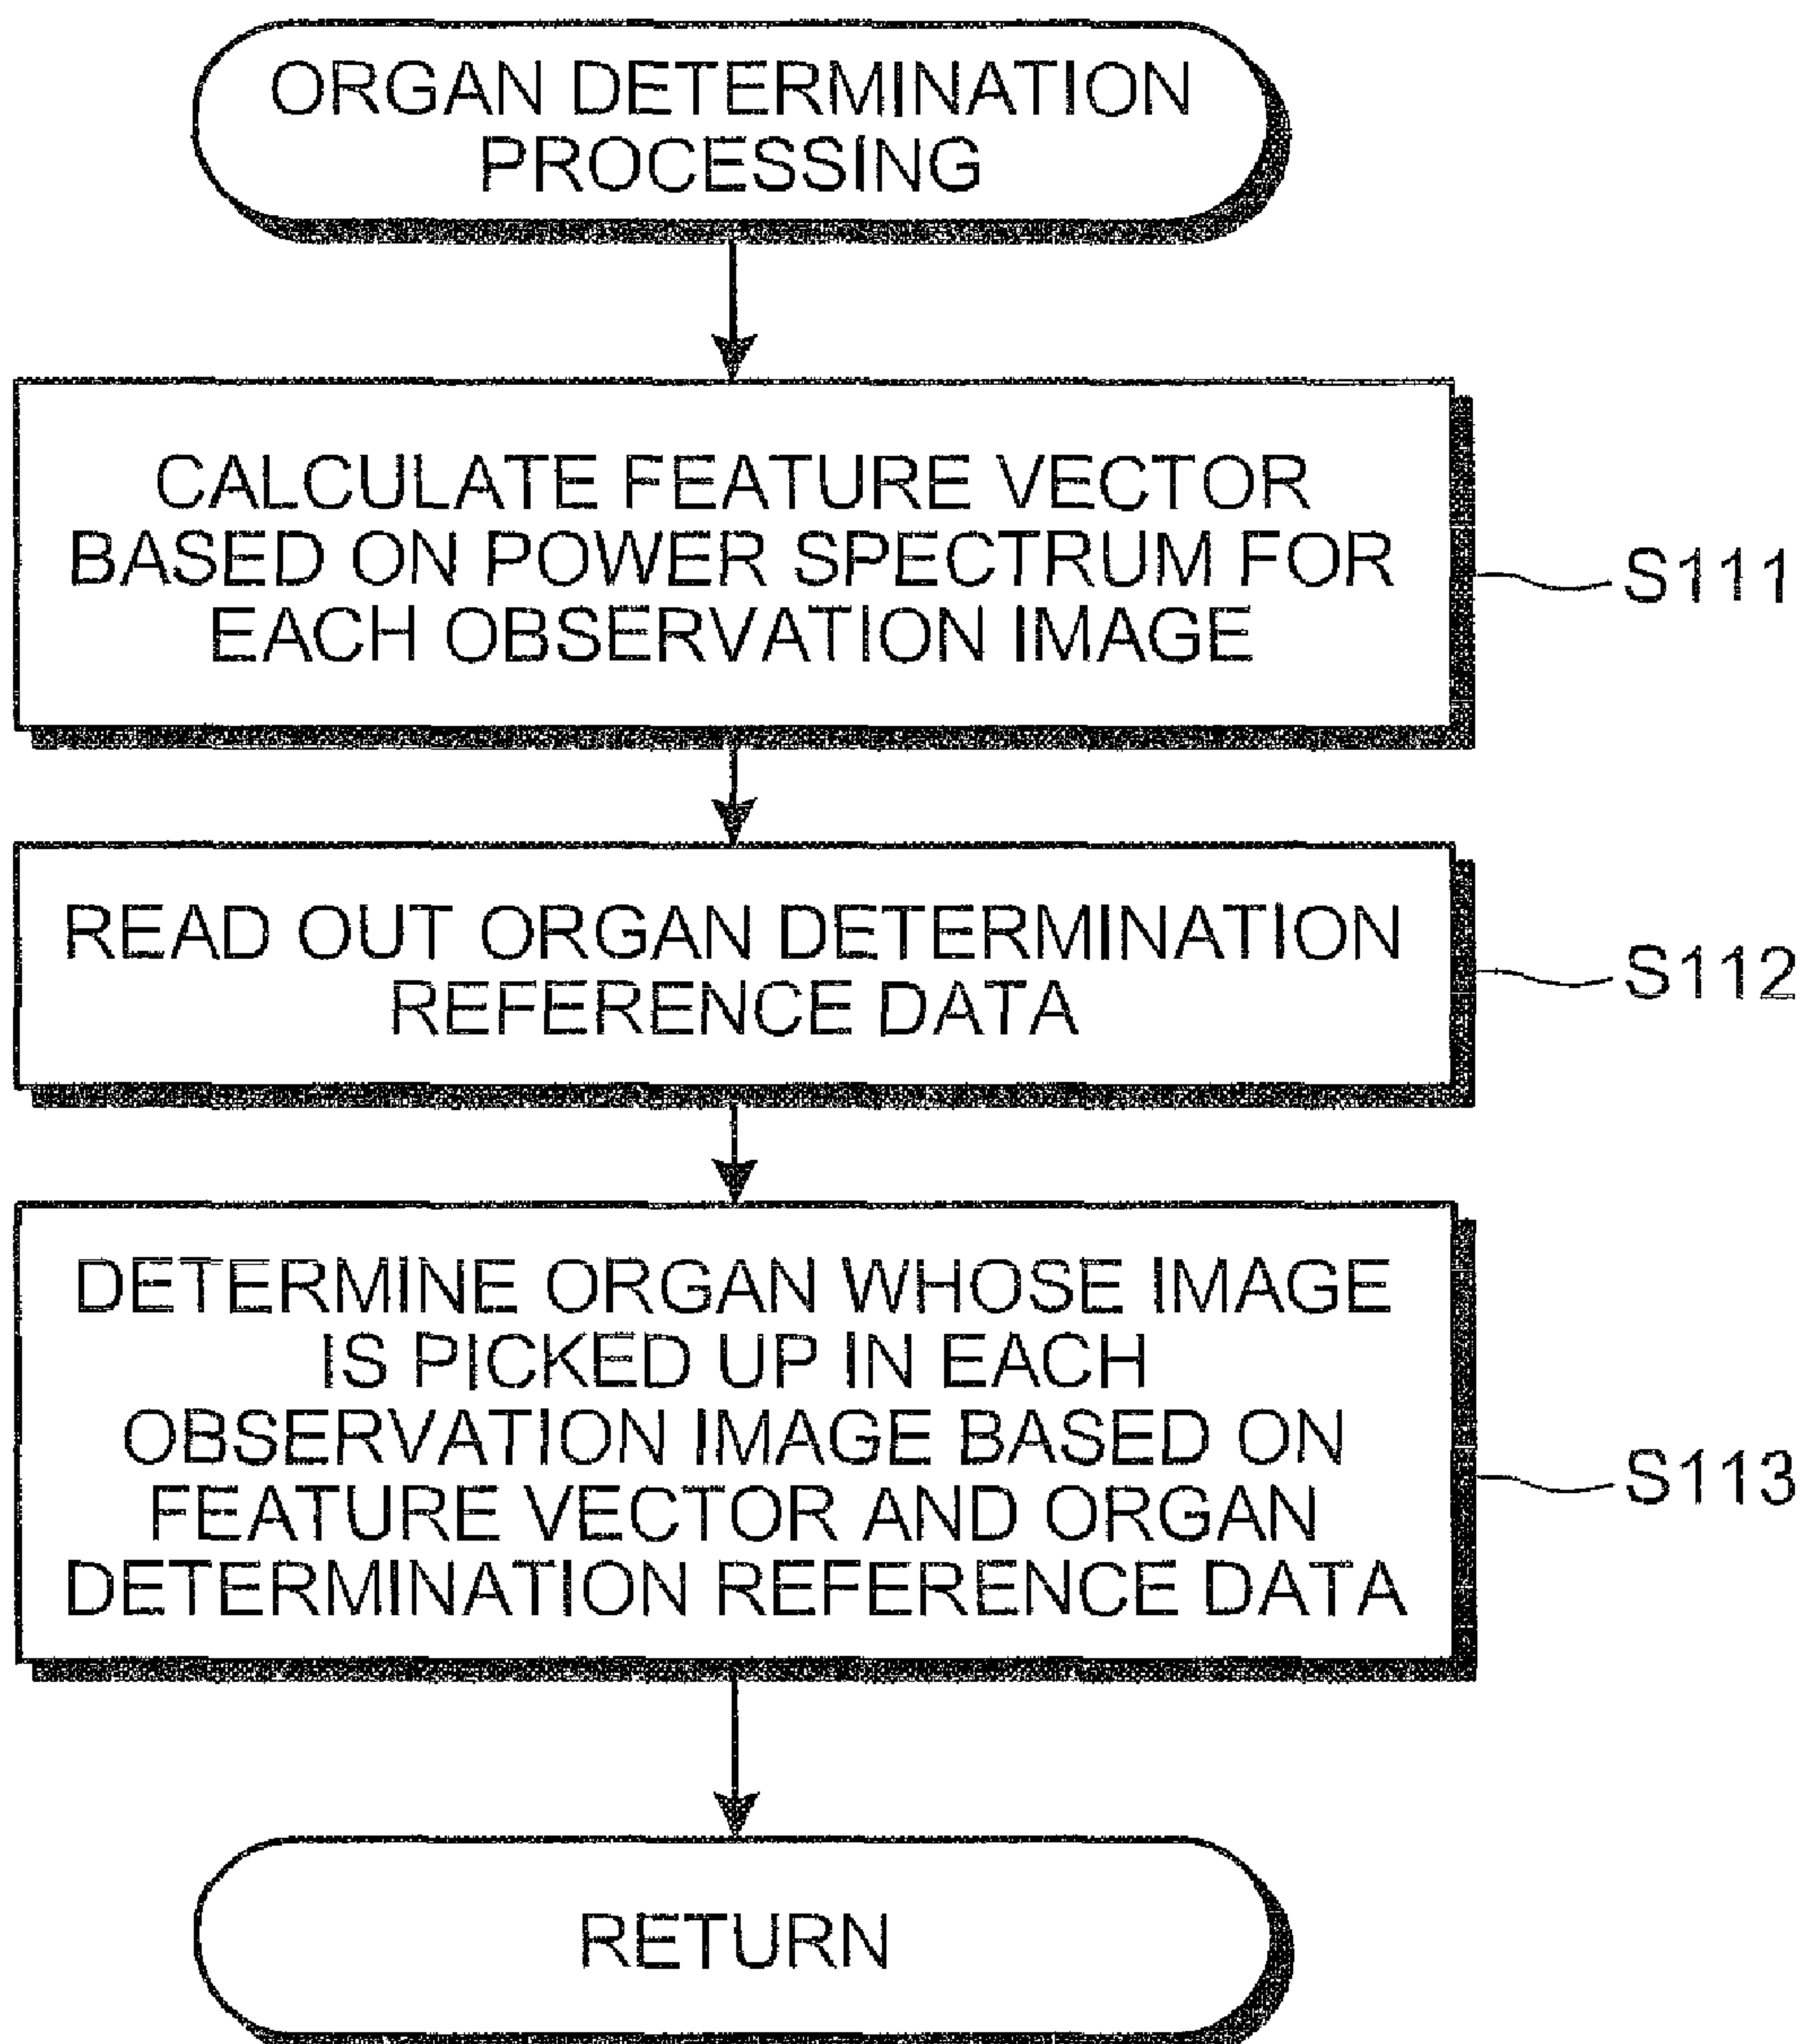 ORGAN DETERMINATION
PROCESSING
CALCULATE FEATURE VECTOR
BASED ON POWER SPECTRUM FOR
EACH OBSERVATION IMAGE
S111
READ OUT ORGAN DETERMINATION
REFERENCE DATA
S112
DETERMINE ORGAN WHOSE IMAGE
IS PICKED UP IN EACH
OBSERVATION IMAGE BASED ON
FEATURE VECTOR AND ORGAN
DETERMINATION REFERENCE DATA
S113
RETURN